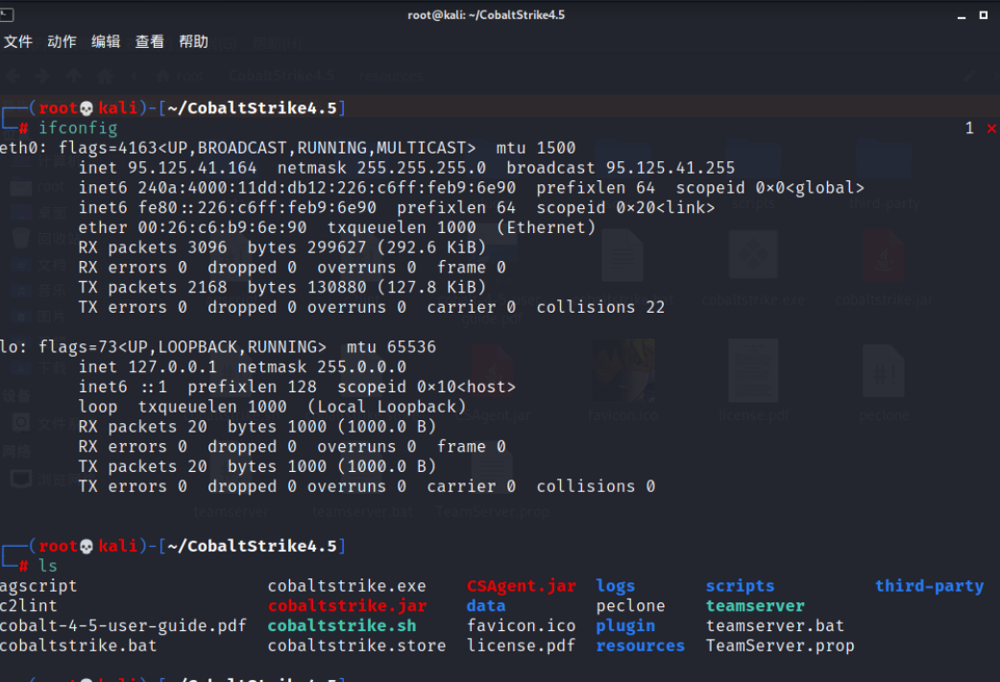 root@kali: ~/CobaltStrike4.5
文件 动作 编辑 查看 帮助
┌──(root💀kali)-[~/CobaltStrike4.5]
└─# ifconfig 1 ⨯
eth0: flags=4163<UP,BROADCAST,RUNNING,MULTICAST>  mtu 1500
inet 95.125.41.164  netmask 255.255.255.0  broadcast 95.125.41.255
inet6 240a:4000:11dd:db12:226:c6ff:feb9:6e90  prefixlen 64  scopeid 0×0<global>
inet6 fe80::226:c6ff:feb9:6e90  prefixlen 64  scopeid 0×20<link>
ether 00:26:c6:b9:6e:90  txqueuelen 1000  (Ethernet)
RX packets 3096  bytes 299627 (292.6 KiB)
RX errors 0  dropped 0  overruns 0  frame 0
TX packets 2168  bytes 130880 (127.8 KiB)
TX errors 0  dropped 0 overruns 0  carrier 0  collisions 22
lo: flags=73<UP,LOOPBACK,RUNNING>  mtu 65536
inet 127.0.0.1  netmask 255.0.0.0
inet6 ::1  prefixlen 128  scopeid 0×10<host>
loop  txqueuelen 1000  (Local Loopback)
RX packets 20  bytes 1000 (1000.0 B)
RX errors 0  dropped 0  overruns 0  frame 0
TX packets 20  bytes 1000 (1000.0 B)
TX errors 0  dropped 0 overruns 0  carrier 0  collisions 0
┌──(root💀kali)-[~/CobaltStrike4.5]
└─# ls
agscript cobaltstrike.exe CSAgent.jar logs scripts third-party
c2lint cobaltstrike.jar data peclone teamserver
cobalt-4-5-user-guide.pdf cobaltstrike.sh favicon.ico plugin teamserver.bat
cobaltstrike.bat cobaltstrike.store license.pdf resources TeamServer.prop